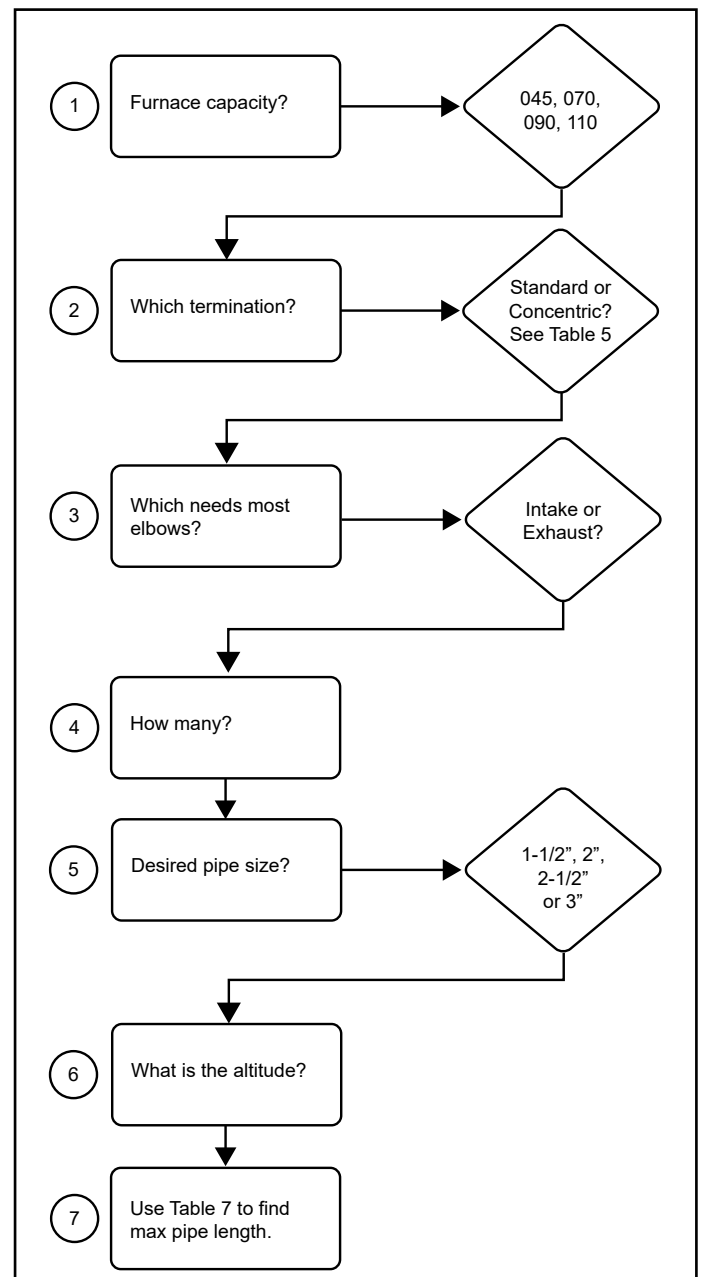 1
Furnace capacity?
045, 070,
090, 110
2
Which termination?
Standard or
Concentric?
See Table 5
3
Which needs most
elbows?
Intake or
Exhaust?
4
How many?
5
Desired pipe size?
1-1/2”, 2”,
2-1/2”
or 3”
6
What is the altitude?
7
Use Table 7 to find
max pipe length.